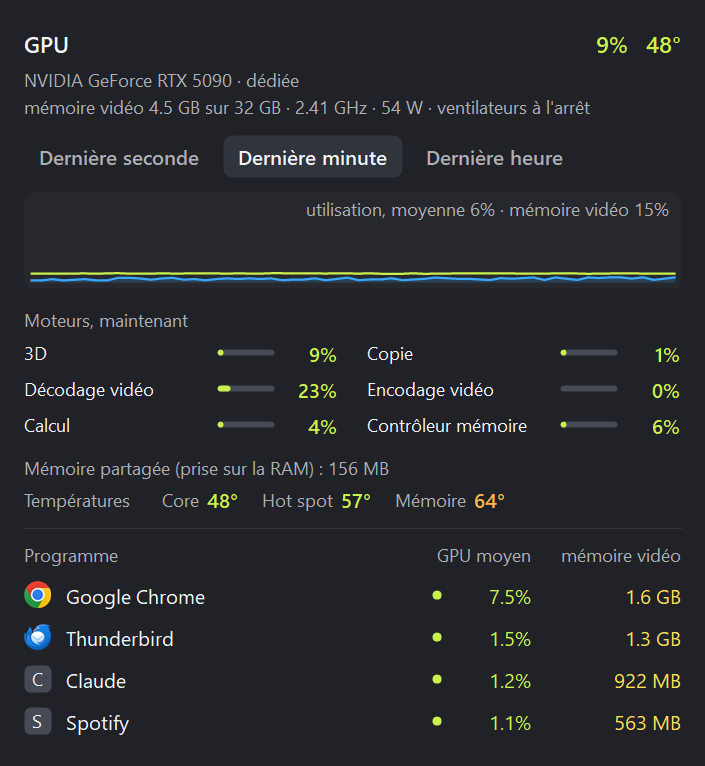 GPU 9% 48°
NVIDIA GeForce RTX 5090 · dédiée
mémoire vidéo 4.5 GB sur 32 GB · 2.41 GHz · 54 W · ventilateurs à l'arrêt
Dernière seconde Dernière minute Dernière heure
utilisation, moyenne 6% · mémoire vidéo 15%
Moteurs, maintenant
3D 9% Copie 1%
Décodage vidéo 23% Encodage vidéo 0%
Calcul 4% Contrôleur mémoire 6%
Mémoire partagée (prise sur la RAM) : 156 MB
Températures Core 48° Hot spot 57° Mémoire 64°
Programme GPU moyen mémoire vidéo
Google Chrome 7.5% 1.6 GB
Thunderbird 1.5% 1.3 GB
C Claude 1.2% 922 MB
S Spotify 1.1% 563 MB